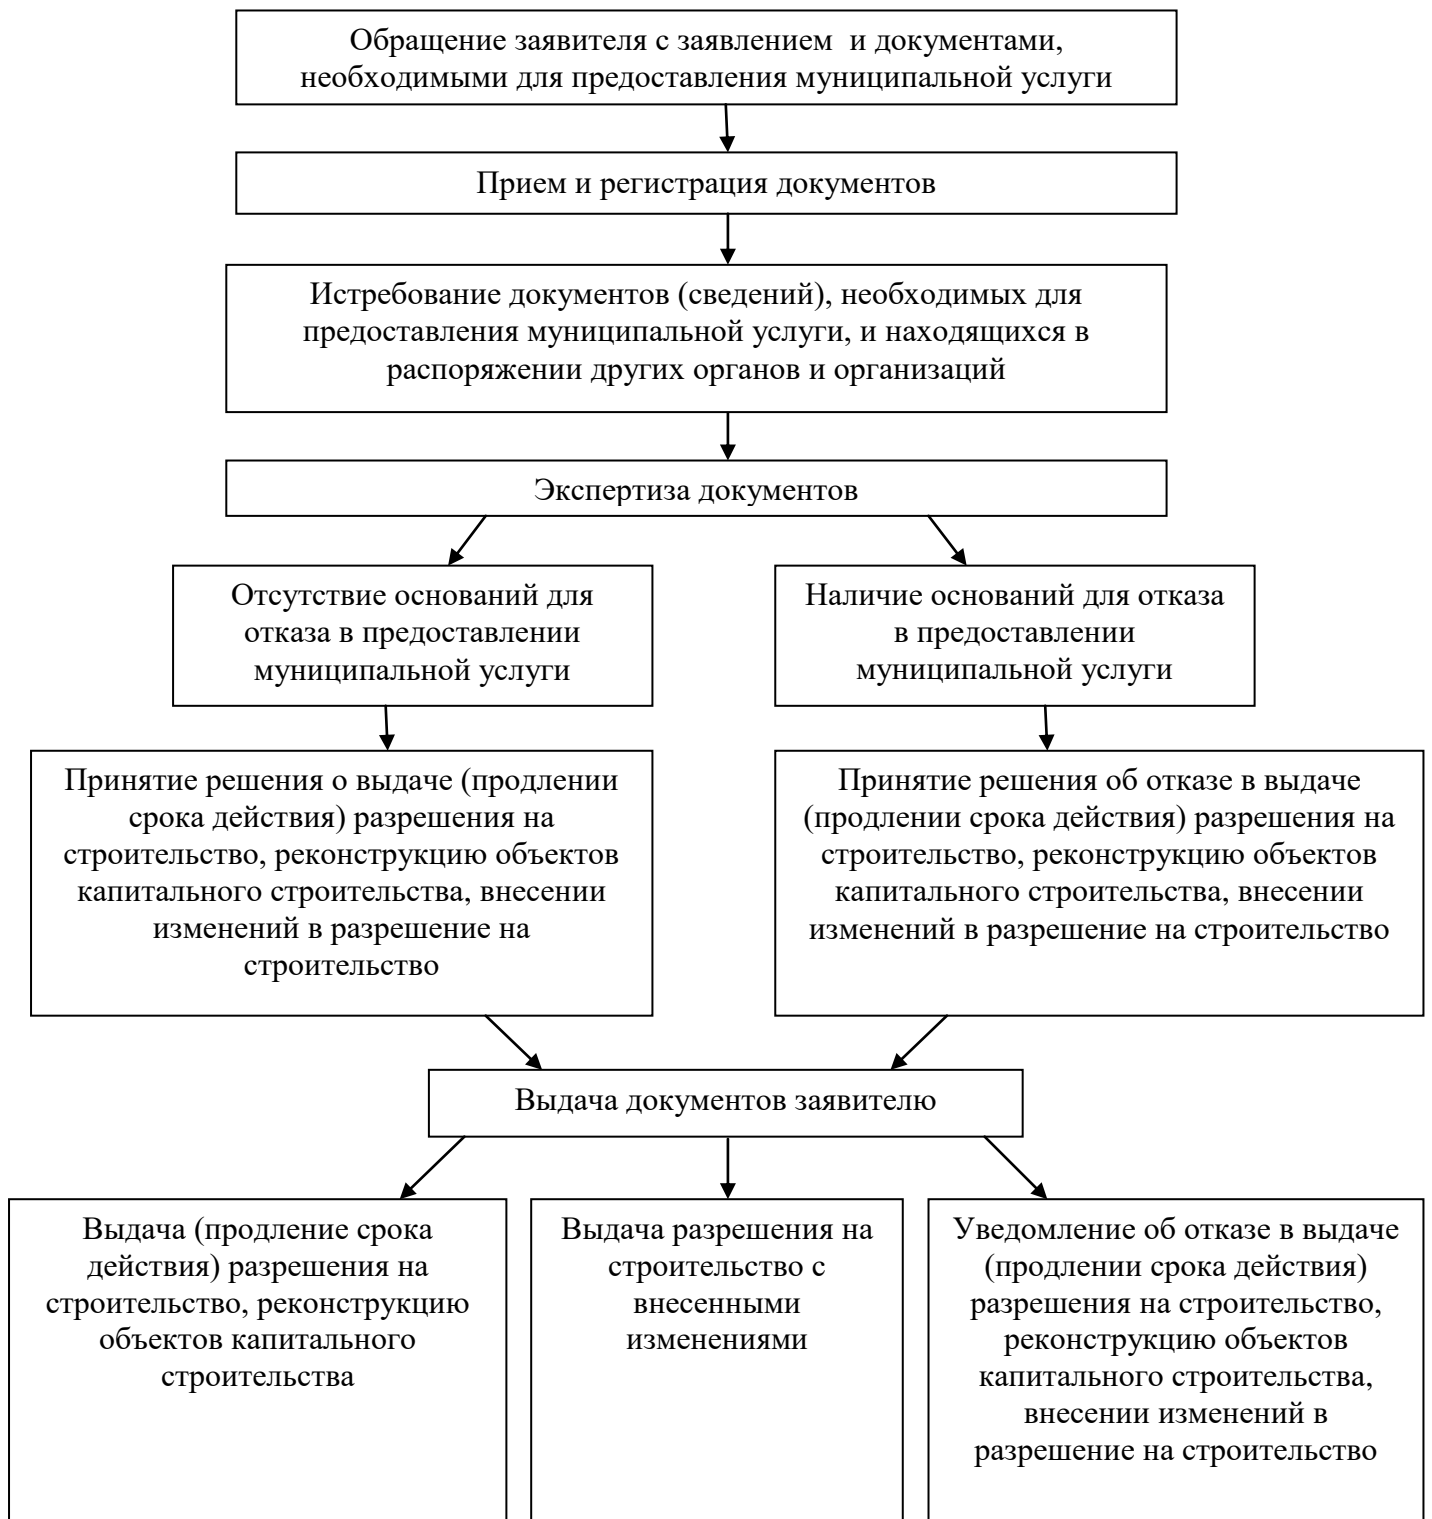 Обращение заявителя с заявлением  и документами,
необходимыми для предоставления муниципальной услуги
Прием и регистрация документов
Истребование документов (сведений), необходимых для
предоставления муниципальной услуги, и находящихся в
распоряжении других органов и организаций
Экспертиза документов
Отсутствие оснований для
отказа в предоставлении
муниципальной услуги
Наличие оснований для отказа
в предоставлении
муниципальной услуги
Принятие решения о выдаче (продлении
срока действия) разрешения на
строительство, реконструкцию объектов
капитального строительства, внесении
изменений в разрешение на
строительство
Принятие решения об отказе в выдаче
(продлении срока действия) разрешения на
строительство, реконструкцию объектов
капитального строительства, внесении
изменений в разрешение на строительство
Выдача документов заявителю
Выдача (продление срока
действия) разрешения на
строительство, реконструкцию
объектов капитального
строительства
Выдача разрешения на
строительство с
внесенными
изменениями
Уведомление об отказе в выдаче
(продлении срока действия)
разрешения на строительство,
реконструкцию объектов
капитального строительства,
внесении изменений в
разрешение на строительство